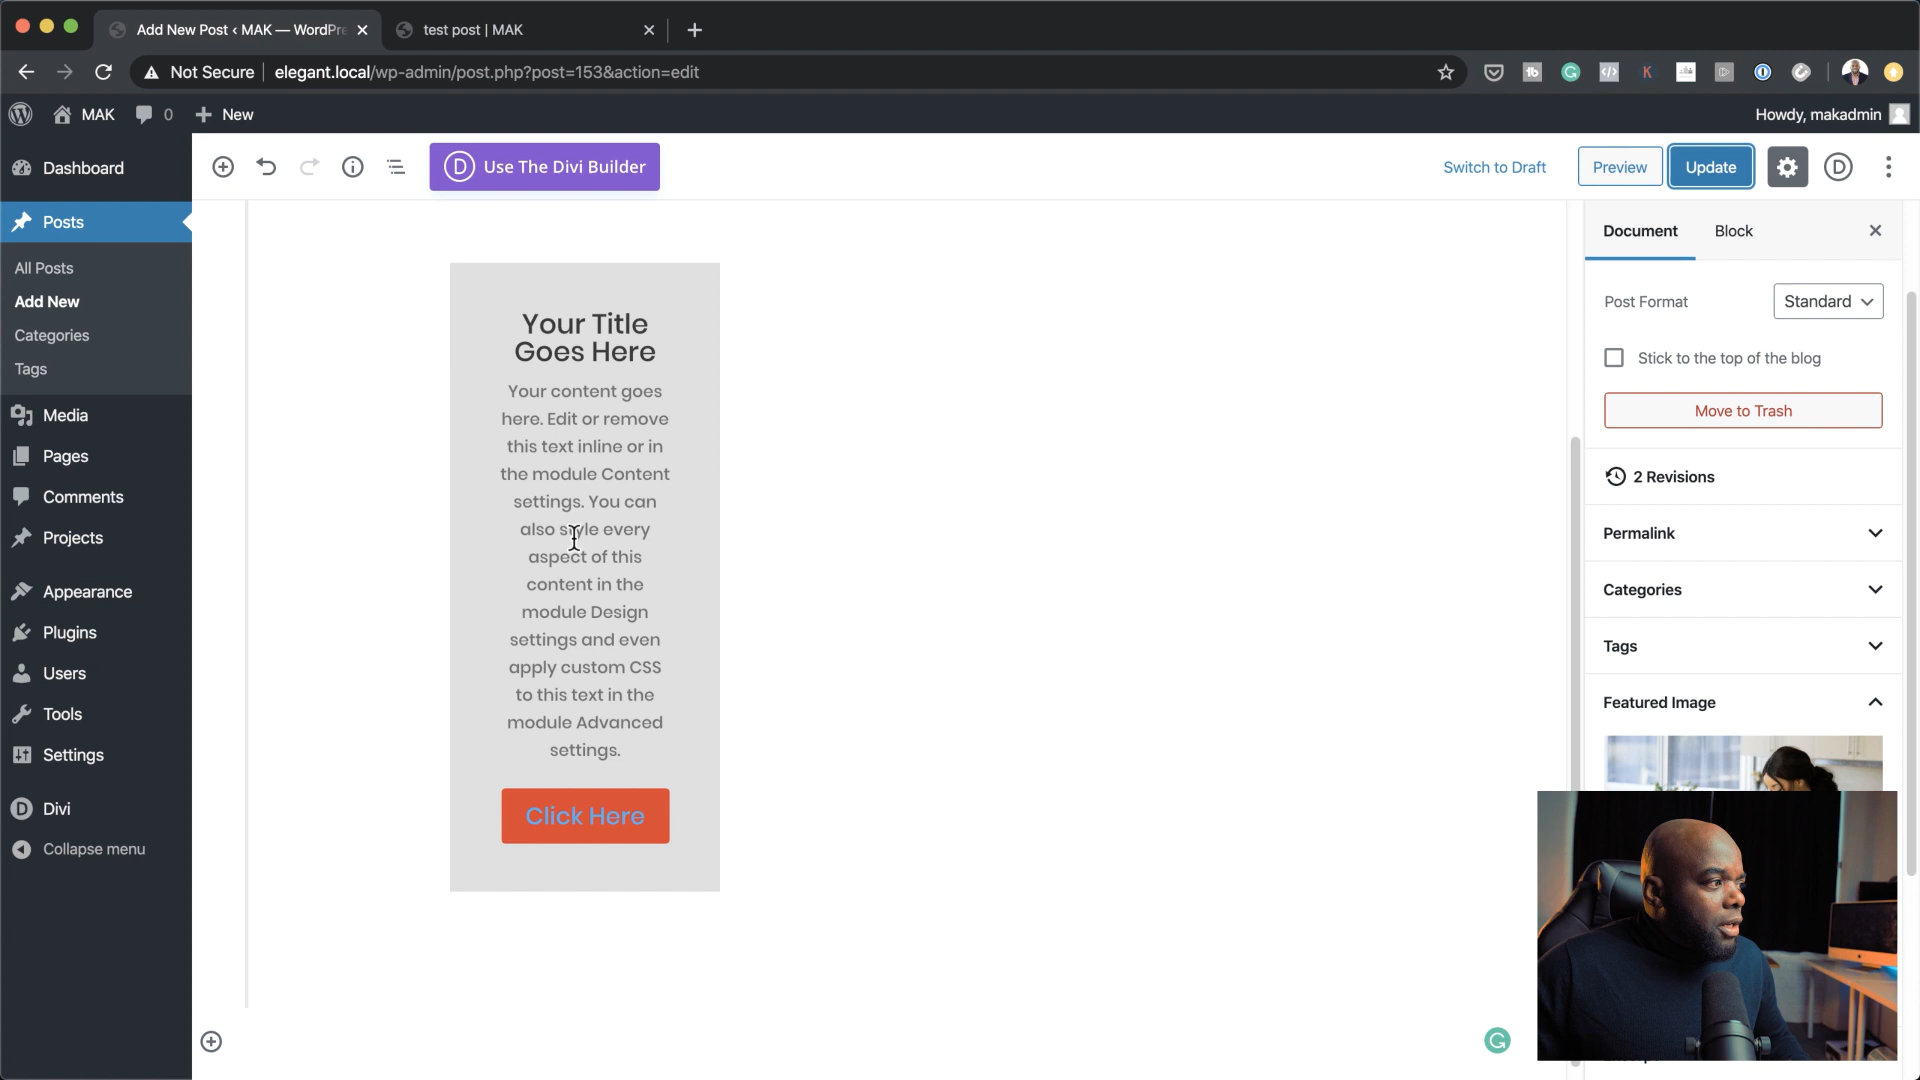 Add New Post ‹ MAK — WordPre
test post | MAK
Not Secure
elegant.local/wp-admin/post.php?post=153&action=edit
tb
K
MAK
0
New
Howdy, makadmin
Dashboard
Posts
All Posts
Add New
Categories
Tags
Media
Pages
Comments
Projects
Appearance
Plugins
Users
Tools
Settings
Divi
Collapse menu
D Use The Divi Builder
Switch to Draft
Preview
Update
D
Your Title
Goes Here
Your content goes
here. Edit or remove
this text inline or in
the module Content
settings. You can
also style every
aspect of this
content in the
module Design
settings and even
apply custom CSS
to this text in the
module Advanced
settings.
Click Here
Document
Block
Post Format
Standard
Stick to the top of the blog
Move to Trash
2 Revisions
Permalink
Categories
Tags
Featured Image